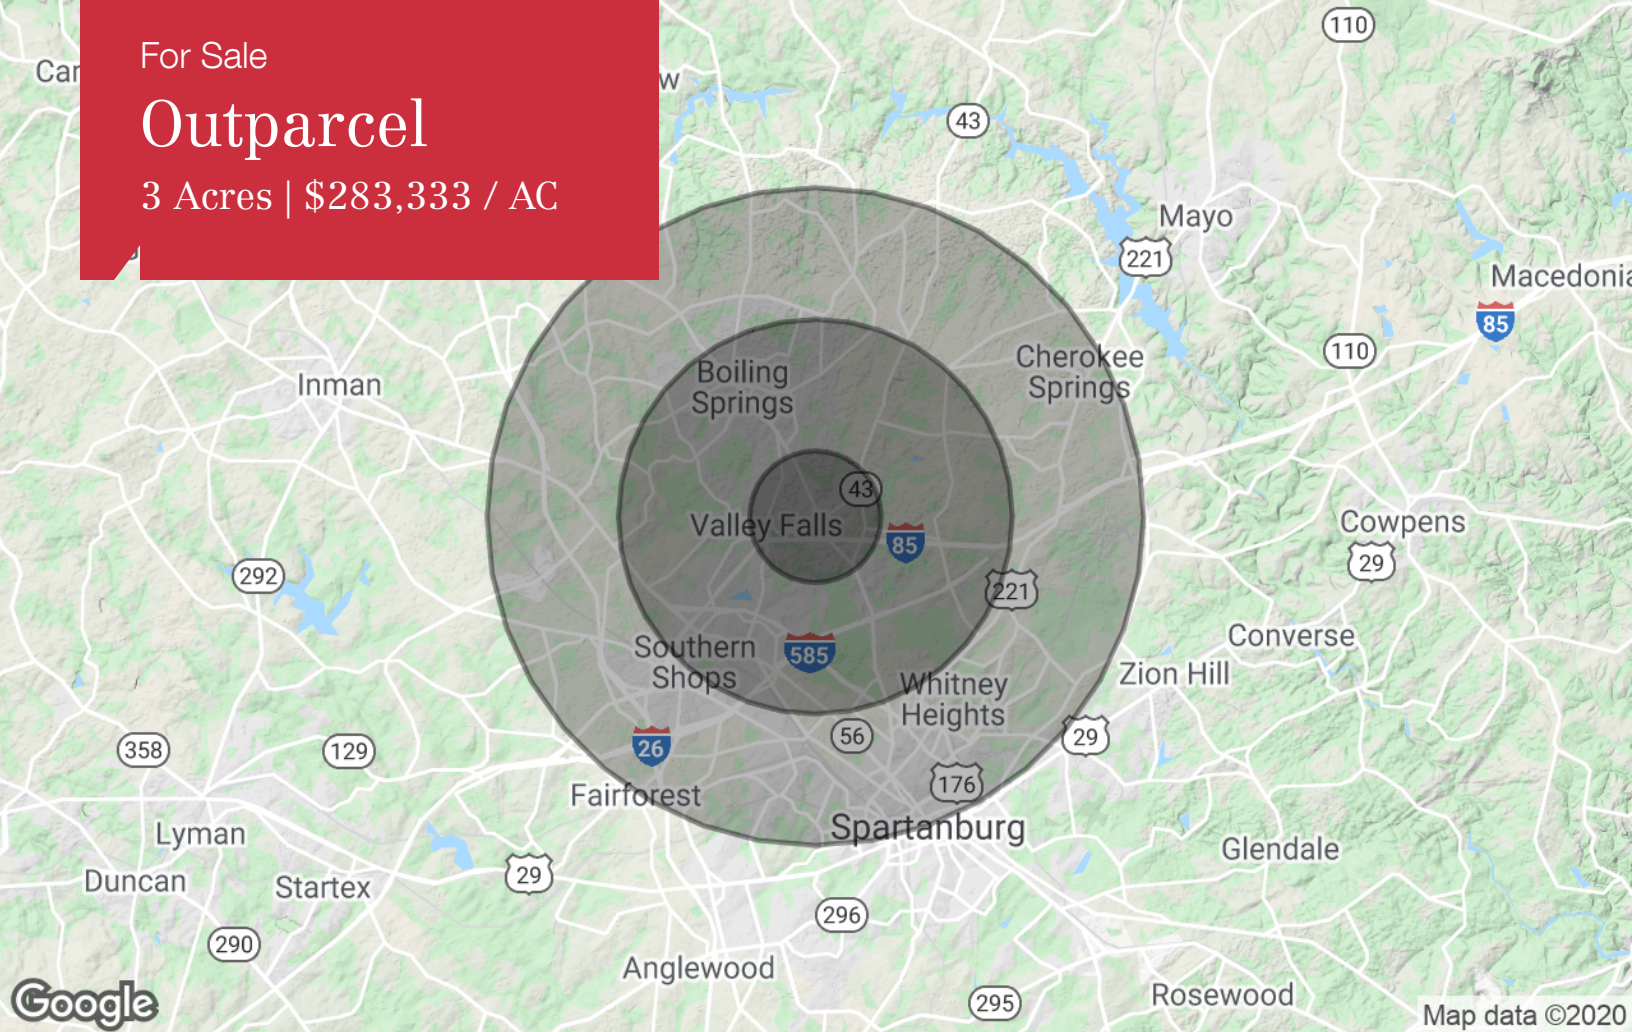 For Sale
Outparcel
3 Acres | $283,333 / AC
110
43
Mayo
221
Macedonia
85
110
Cherokee
Springs
Boiling
Springs
Inman
43
Valley Falls
85
Cowpens
29
292
221
Southern
Shops
585
Converse
Zion Hill
Whitney
Heights
358
129
26
56
29
176
Fairforest
Spartanburg
Lyman
Glendale
Duncan
Startex
29
296
290
Anglewood
295
Rosewood
Google
Map data ©2020